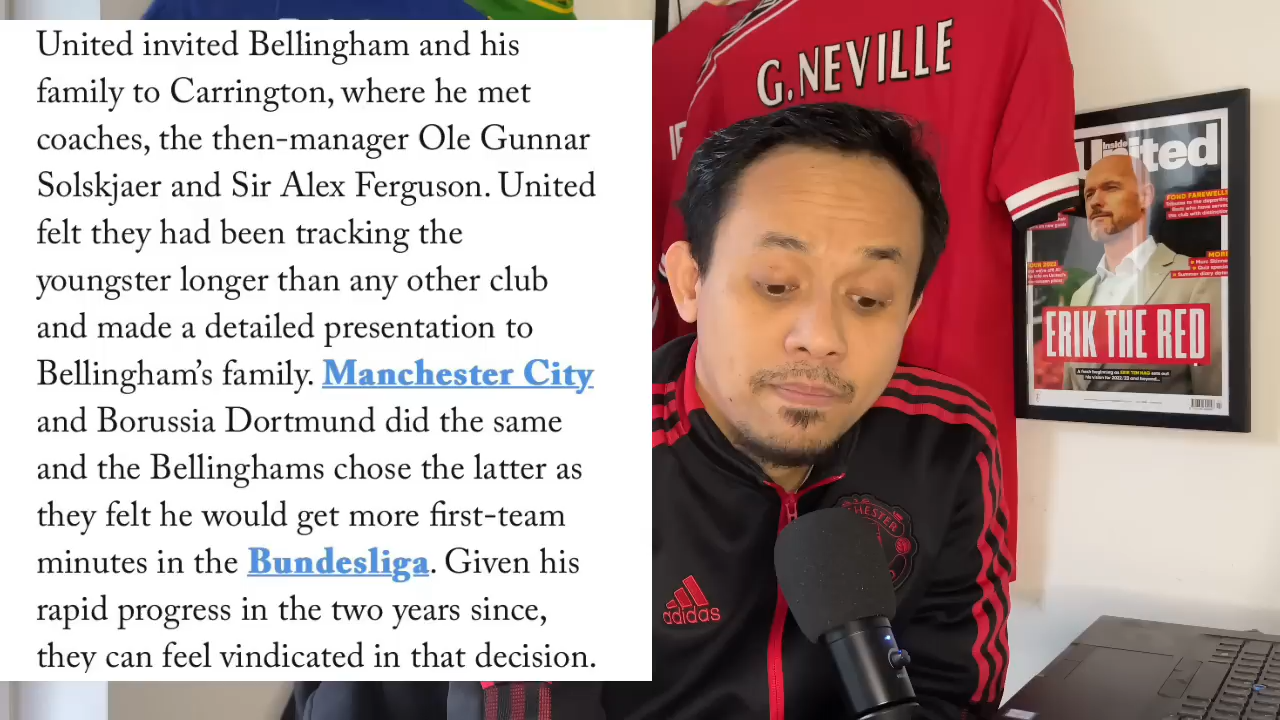 United invited Bellingham and his
family to Carrington, where he met
coaches, the then-manager Ole Gunnar
Solskjaer and Sir Alex Ferguson. United
felt they had been tracking the
youngster longer than any other club
and made a detailed presentation to
Bellingham's family. Manchester City
and Borussia Dortmund did the same
and the Bellinghams chose the latter as
they felt he would get more first-team
minutes in the Bundesliga. Given his
rapid progress in the two years since,
they can feel vindicated in that decision.
G. NEVILLE
Inside
United
FOND FAREWELL
MORE
ERIK THE RED
adidas